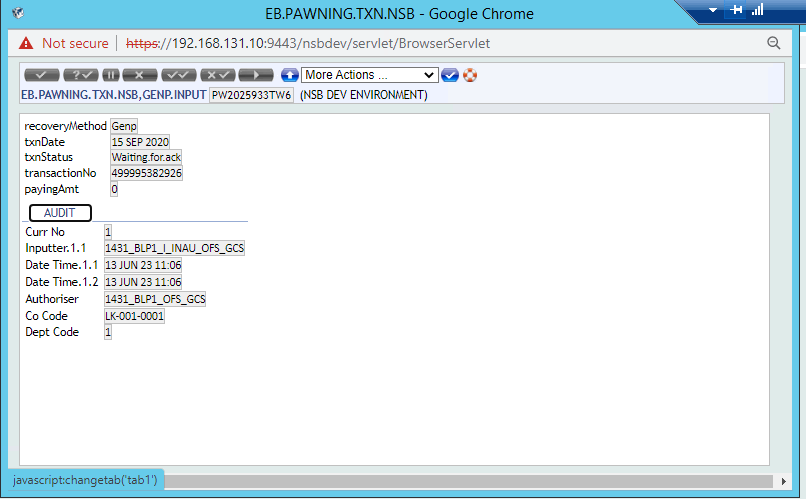 EB.PAWNING.TXN.NSB - Google Chrome
Not secure https://192.168.131.10:9443/nsbdev/servlet/BrowserServlet
More Actions ...
EB.PAWNING.TXN.NSB,GENP.INPUT PW2025933TW6 (NSB DEV ENVIRONMENT)
recoveryMethod Genp
txnDate 15 SEP 2020
txnStatus Waiting.for.ack
transactionNo 499995382926
payingAmt 0
AUDIT
Curr No 1
Inputter.1.1 1431_BLP1_I_INAU_OFS_GCS
Date Time.1.1 13 JUN 23 11:06
Date Time.1.2 13 JUN 23 11:06
Authoriser 1431_BLP1_OFS_GCS
Co Code LK-001-0001
Dept Code 1
javascript:changetab('tab1')